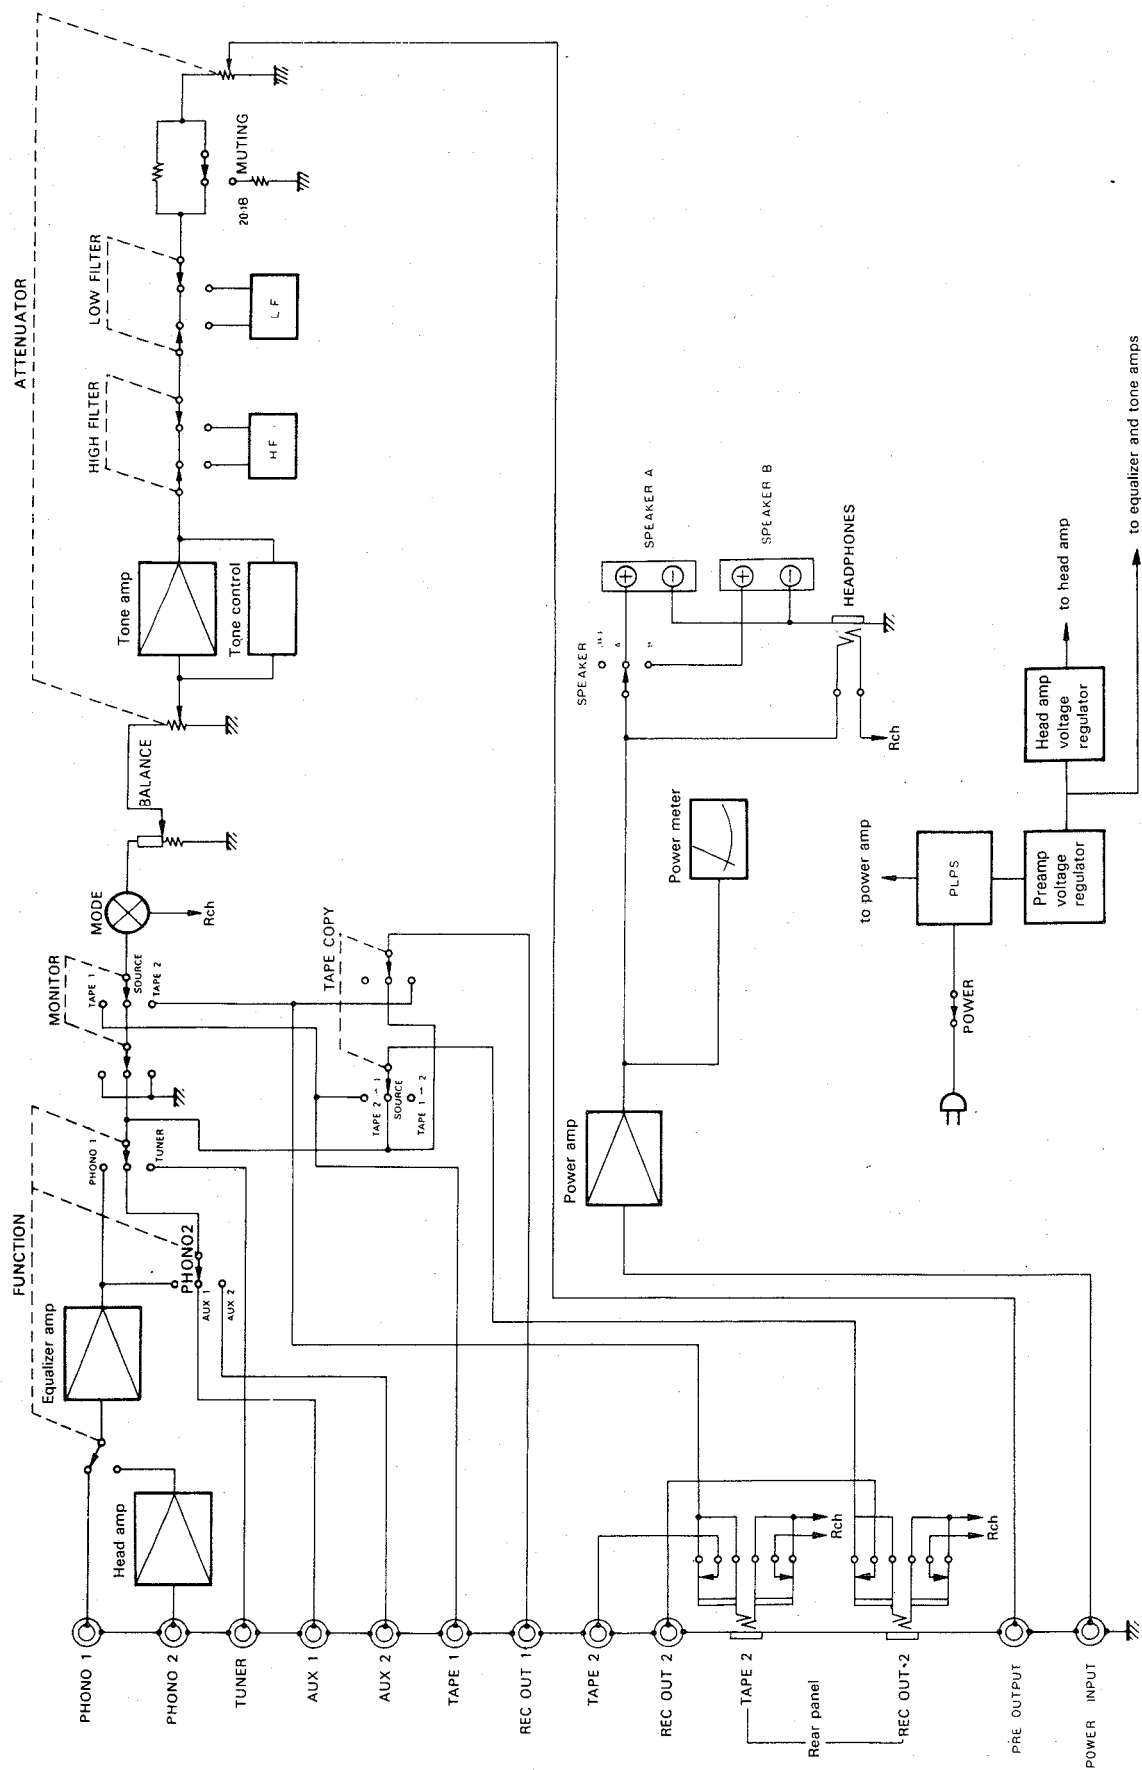 ATTENUATOR
FUNCTION
MONITOR
HIGH FILTER
LOW FILTER
PHONO 1
PHONO 2
TUNER
AUX 1
AUX 2
TAPE 1
REC OUT 1
TAPE 2
REC OUT 2
TAPE 2
REC OUT 2
Rear panel
PRE OUTPUT
POWER INPUT
Head amp
Equalizer amp
PHONO 1
TUNER
PHONO2
AUX 1
AUX 2
TAPE 1
SOURCE
TAPE 2
MODE
Rch
BALANCE
Tone amp
Tone control
HF
LF
MUTING
TAPE COPY
TAPE 2 → 1
SOURCE
TAPE 1 → 2
Rch
Rch
Power amp
Power meter
SPEAKER
A
SPEAKER A
SPEAKER B
HEADPHONES
Rch
POWER
PLPS
to power amp
Preamp
voltage
regulator
Head amp
voltage
regulator
to head amp
to equalizer and tone amps